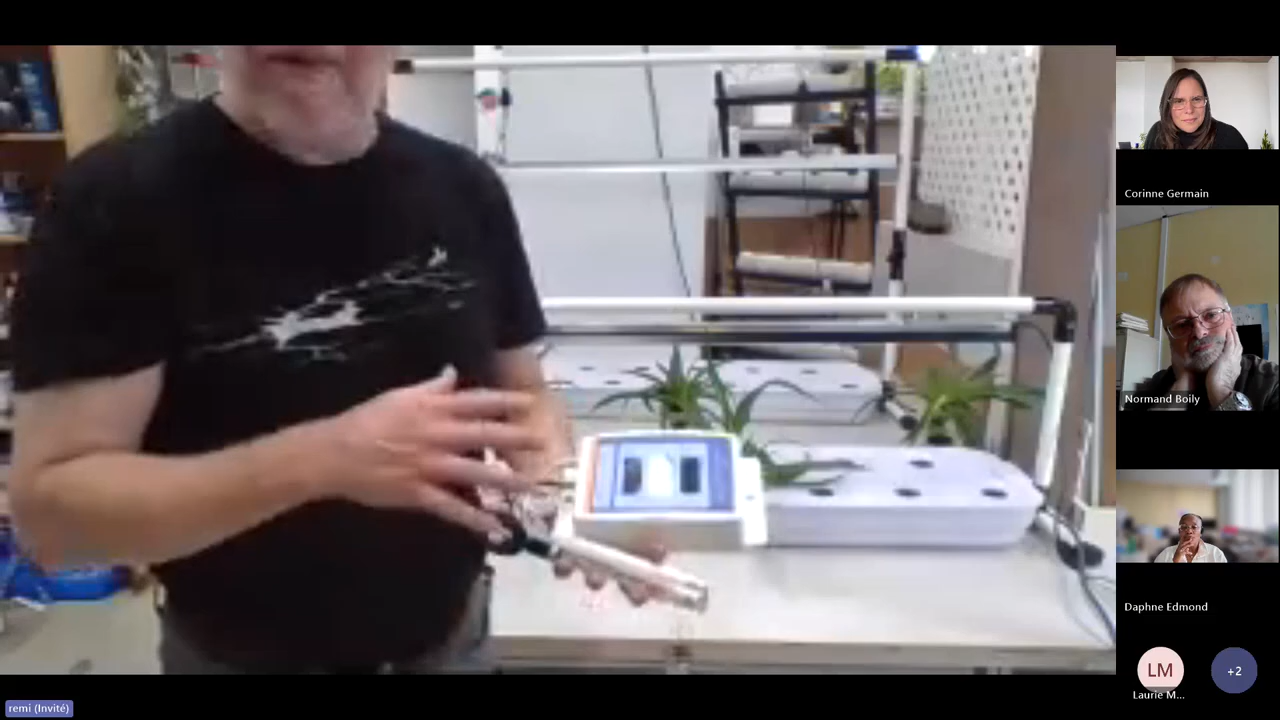 Corinne Germain
Normand Boily
Daphne Edmond
LM
+2
Laurie M...
remi (Invité)